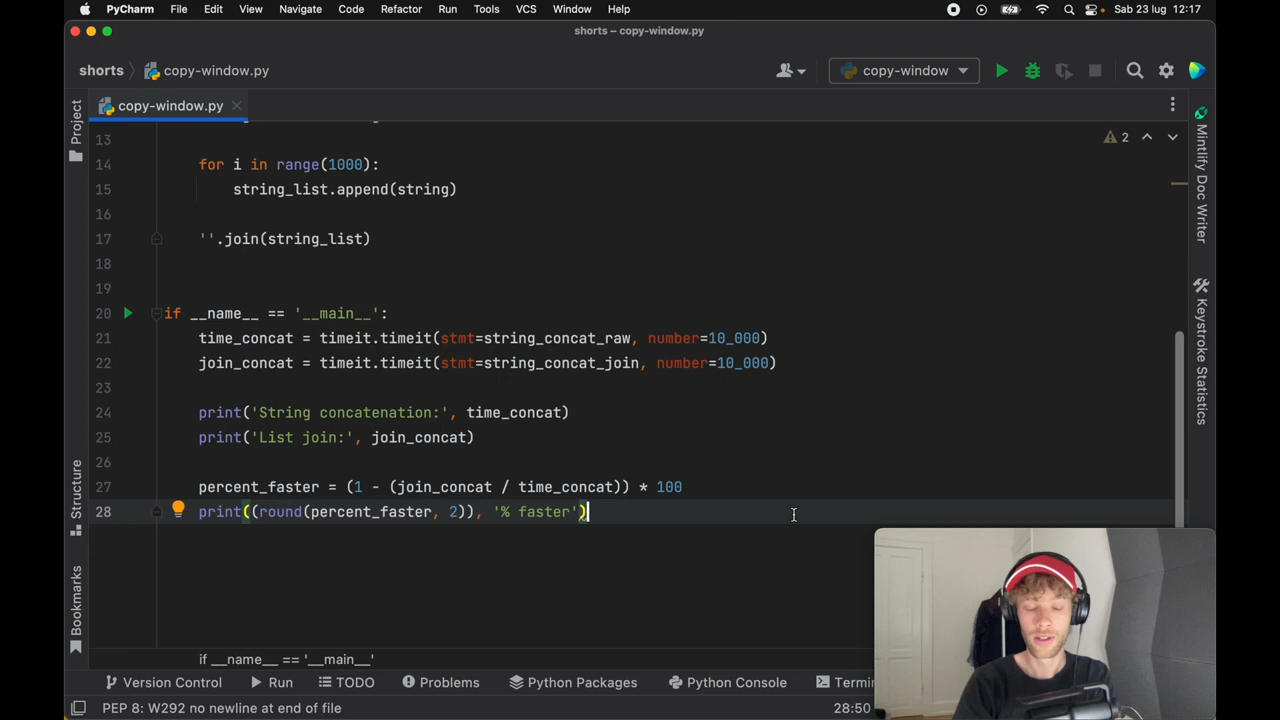 PyCharm File Edit View Navigate Code Refactor Run Tools VCS Window Help Sab 23 lug 12:17
shorts – copy-window.py
shorts copy-window.py copy-window
copy-window.py
2
13
14 for i in range(1000):
15 string_list.append(string)
16
17 ''.join(string_list)
18
19
20 if __name__ == '__main__':
21 time_concat = timeit.timeit(stmt=string_concat_raw, number=10_000)
22 join_concat = timeit.timeit(stmt=string_concat_join, number=10_000)
23
24 print('String concatenation:', time_concat)
25 print('List join:', join_concat)
26
27 percent_faster = (1 - (join_concat / time_concat)) * 100
28 print((round(percent_faster, 2)), '% faster')
if __name__ == '__main__'
Project
Structure
Bookmarks
Mintlify Doc Writer
Keystroke Statistics
Version Control Run TODO Problems Python Packages Python Console Termi
PEP 8: W292 no newline at end of file 28:50